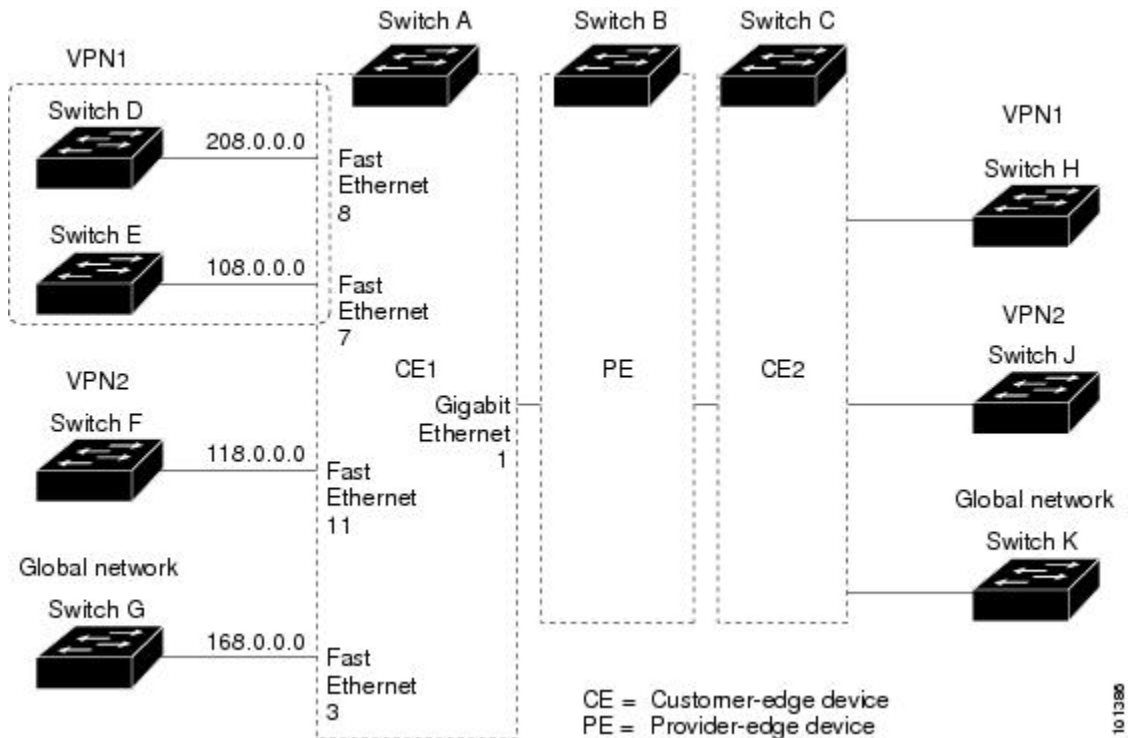 Switch A
Switch B
Switch C
VPN1
Switch D
208.0.0.0
Fast
Ethernet
8
Switch E
108.0.0.0
Fast
Ethernet
7
VPN2
Switch F
118.0.0.0
Fast
Ethernet
11
Global network
Switch G
168.0.0.0
Fast
Ethernet
3
CE1
Gigabit
Ethernet
1
PE
CE2
VPN1
Switch H
VPN2
Switch J
Global network
Switch K
CE = Customer-edge device
PE = Provider-edge device
101386